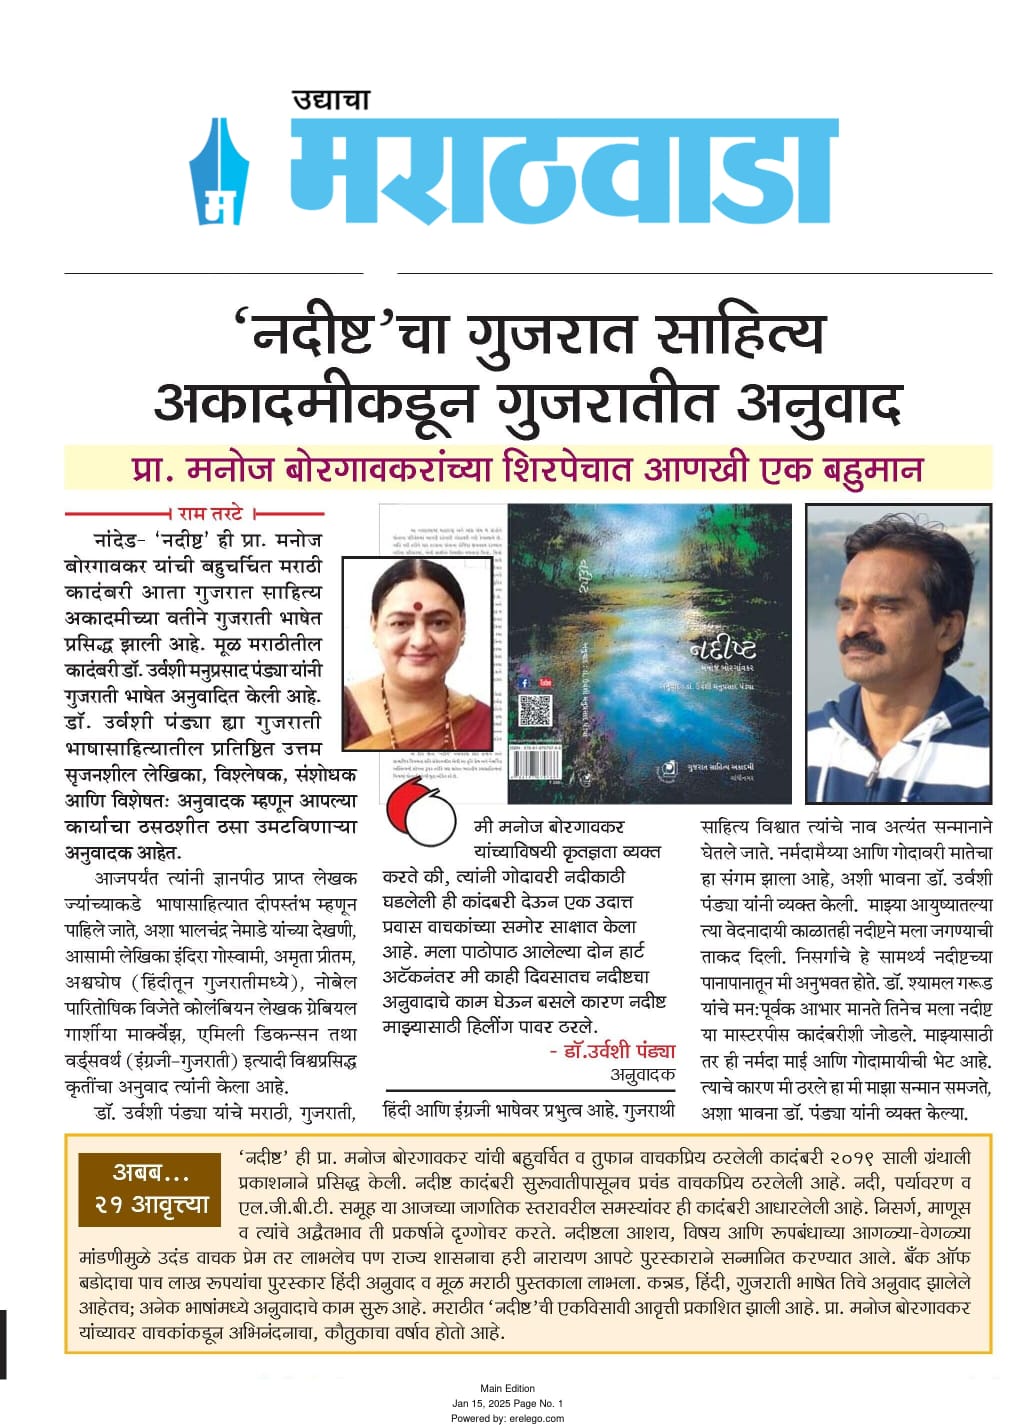 उद्याचा
मराठवाडा
म
‘नदीष्ट’चा गुजरात साहित्य
अकादमीकडून गुजरातीत अनुवाद
प्रा. मनोज बोरगावकरांच्या शिरपेचात आणखी एक बहुमान
राम तरटे
नांदेड- ‘नदीष्ट’ ही प्रा. मनोज
बोरगावकर यांची बहुचर्चित मराठी
कादंबरी आता गुजरात साहित्य
अकादमीच्या वतीने गुजराती भाषेत
प्रसिद्ध झाली आहे. मूळ मराठीतील
कादंबरी डॉ. उर्वशी मनुप्रसाद पंड्या यांनी
गुजराती भाषेत अनुवादित केली आहे.
डॉ. उर्वशी पंड्या ह्या गुजराती
भाषासाहित्यातील प्रतिष्ठित उत्तम
सृजनशील लेखिका, विश्लेषक, संशोधक
आणि विशेषतः अनुवादक म्हणून आपल्या
कार्याचा ठसठशीत ठसा उमटविणाऱ्या
अनुवादक आहेत.
आजपर्यंत त्यांनी ज्ञानपीठ प्राप्त लेखक
ज्यांच्याकडे भाषासाहित्यात दीपस्तंभ म्हणून
पाहिले जाते, अशा भालचंद्र नेमाडे यांच्या देखणी,
आसामी लेखिका इंदिरा गोस्वामी, अमृता प्रीतम,
अश्वघोष (हिंदीतून गुजरातीमध्ये), नोबेल
पारितोषिक विजेते कोलंबियन लेखक ग्रेबियल
गार्शीया मार्क्वेझ, एमिली डिकन्सन तथा
वर्ड्सवर्थ (इंग्रजी-गुजराती) इत्यादी विश्वप्रसिद्ध
कृतींचा अनुवाद त्यांनी केला आहे.
डॉ. उर्वशी पंड्या यांचे मराठी, गुजराती,
નદીષ્ટ
નદીષ્ટ
મનોજ બોરગાંવકર
અનુવાદ ડૉ. ઉર્વશી મનુપ્રસાદ પંડ્યા
ગુજરાત સાહિત્ય અકાદમી
ગાંધીનગર
मी मनोज बोरगावकर
यांच्याविषयी कृतज्ञता व्यक्त
करते की, त्यांनी गोदावरी नदीकाठी
घडलेली ही कांदबरी देऊन एक उदात्त
प्रवास वाचकांच्या समोर साक्षात केला
आहे. मला पाठोपाठ आलेल्या दोन हार्ट
अटॅकनंतर मी काही दिवसातच नदीष्टचा
अनुवादाचे काम घेऊन बसले कारण नदीष्ट
माझ्यासाठी हिलींग पावर ठरले.
- डॉ.उर्वशी पंड्या
अनुवादक
हिंदी आणि इंग्रजी भाषेवर प्रभुत्व आहे. गुजराथी
साहित्य विश्वात त्यांचे नाव अत्यंत सन्मानाने
घेतले जाते. नर्मदामैय्या आणि गोदावरी मातेचा
हा संगम झाला आहे, अशी भावना डॉ. उर्वशी
पंड्या यांनी व्यक्त केली. माझ्या आयुष्यातल्या
त्या वेदनादायी काळातही नदीष्टने मला जगण्याची
ताकद दिली. निसर्गाचे हे सामर्थ्य नदीष्टच्या
पानापानातून मी अनुभवत होते. डॉ. श्यामल गरूड
यांचे मन:पूर्वक आभार मानते तिनेच मला नदीष्ट
या मास्टरपीस कादंबरीशी जोडले. माझ्यासाठी
तर ही नर्मदा माई आणि गोदामायीची भेट आहे.
त्याचे कारण मी ठरले हा मी माझा सन्मान समजते,
अशा भावना डॉ. पंड्या यांनी व्यक्त केल्या.
अबब...
२१ आवृत्त्या
‘नदीष्ट’ ही प्रा. मनोज बोरगावकर यांची बहुचर्चित व तुफान वाचकप्रिय ठरलेली कादंबरी २०१९ साली ग्रंथाली
प्रकाशनाने प्रसिद्ध केली. नदीष्ट कादंबरी सुरूवातीपासूनच प्रचंड वाचकप्रिय ठरलेली आहे. नदी, पर्यावरण व
एल.जी.बी.टी. समूह या आजच्या जागतिक स्तरावरील समस्यांवर ही कादंबरी आधारलेली आहे. निसर्ग, माणूस
व त्यांचे अद्वैतभाव ती प्रकर्षाने दृग्गोचर करते. नदीष्टला आशय, विषय आणि रूपबंधाच्या आगळ्या-वेगळ्या
मांडणीमुळे उदंड वाचक प्रेम तर लाभलेच पण राज्य शासनाचा हरी नारायण आपटे पुरस्काराने सन्मानित करण्यात आले. बँक ऑफ
बडोदाचा पाच लाख रूपयांचा पुरस्कार हिंदी अनुवाद व मूळ मराठी पुस्तकाला लाभला. कन्नड, हिंदी, गुजराती भाषेत तिचे अनुवाद झालेले
आहेतच; अनेक भाषांमध्ये अनुवादाचे काम सुरू आहे. मराठीत ‘नदीष्ट’ची एकविसावी आवृत्ती प्रकाशित झाली आहे. प्रा. मनोज बोरगावकर
यांच्यावर वाचकांकडून अभिनंदनाचा, कौतुकाचा वर्षाव होतो आहे.
Main Edition
Jan 15, 2025 Page No. 1
Powered by: erelego.com